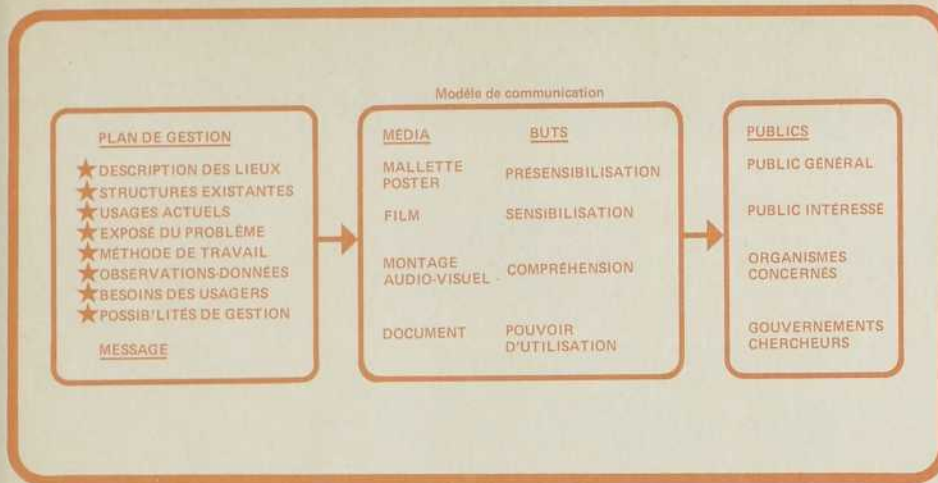 Modèle de communication
PLAN DE GESTION
★ DESCRIPTION DES LIEUX
★ STRUCTURES EXISTANTES
★ USAGES ACTUELS
★ EXPOSÉ DU PROBLÈME
★ MÉTHODE DE TRAVAIL
★ OBSERVATIONS-DONNÉES
★ BESOINS DES USAGERS
★ POSSIBILITÉS DE GESTION
MESSAGE
MÉDIA
MALLETTE
POSTER
FILM
MONTAGE
AUDIO-VISUEL
DOCUMENT
BUTS
PRÉSENSIBILISATION
SENSIBILISATION
COMPRÉHENSION
POUVOIR
D'UTILISATION
PUBLICS
PUBLIC GÉNÉRAL
PUBLIC INTÉRESSÉ
ORGANISMES
CONCERNÉS
GOUVERNEMENTS
CHERCHEURS